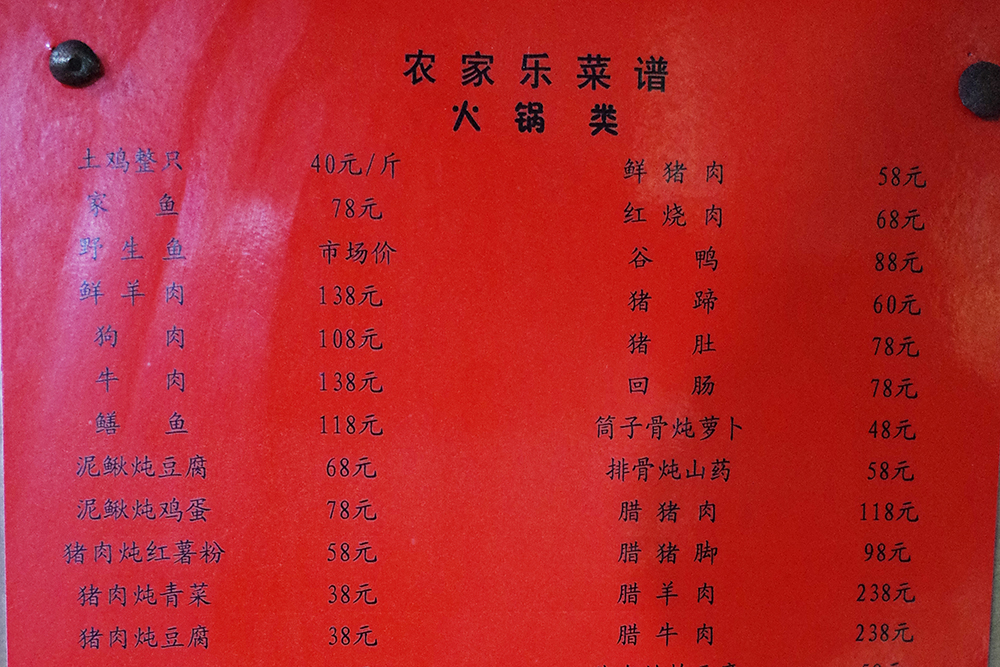 农家乐菜谱
火锅类
土鸡整只 40元/斤
家鱼 78元
野生鱼 市场价
鲜羊肉 138元
狗肉 108元
牛肉 138元
鳝鱼 118元
泥鳅炖豆腐 68元
泥鳅炖鸡蛋 78元
猪肉炖红薯粉 58元
猪肉炖青菜 38元
猪肉炖豆腐 38元
鲜猪肉 58元
红烧肉 68元
谷鸭 88元
猪蹄 60元
猪肚 78元
回肠 78元
筒子骨炖萝卜 48元
排骨炖山药 58元
腊猪肉 118元
腊猪脚 98元
腊羊肉 238元
腊牛肉 238元